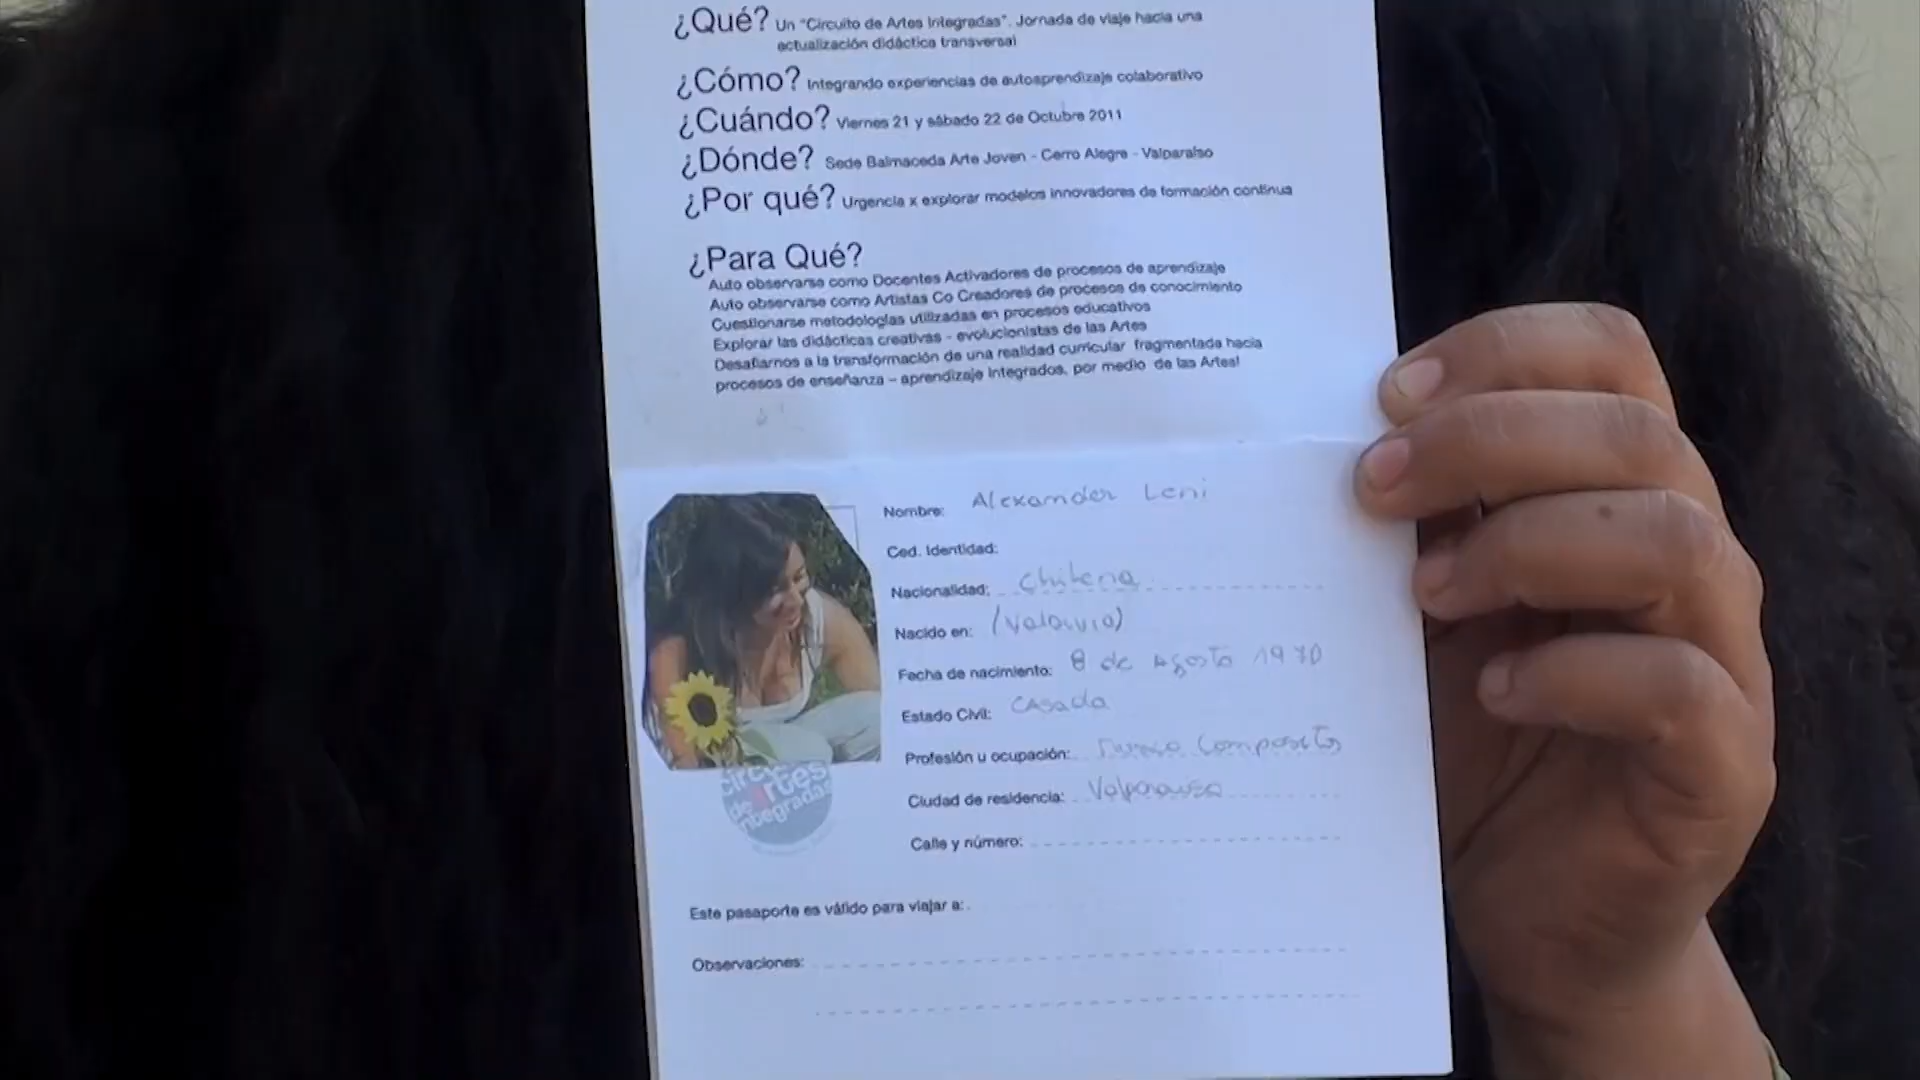 ¿Qué? Un "Circuito de Artes Integradas". Jornada de viaje hacia una
actualización didáctica transversal
¿Cómo? Integrando experiencias de autoaprendizaje colaborativo
¿Cuándo? Viernes 21 y sábado 22 de Octubre 2011
¿Dónde? Sede Balmaceda Arte Joven - Cerro Alegre - Valparaíso
¿Por qué? Urgencia x explorar modelos innovadores de formación continua
¿Para Qué?
Auto observarse como Docentes Activadores de procesos de aprendizaje
Auto observarse como Artistas Co Creadores de procesos de conocimiento
Cuestionarse metodologías utilizadas en procesos educativos
Explorar las didácticas creativas - evolucionistas de las Artes
Desafiarnos a la transformación de una realidad curricular fragmentada hacia
procesos de enseñanza – aprendizaje integrados, por medio de las Artes!
Nombre: Alexander Leni
Ced. Identidad:
Nacionalidad: chilena
Nacido en: (Valdivia)
Fecha de nacimiento: 8 de Agosto 1970
Estado Civil: CAsada
Profesión u ocupación:
Ciudad de residencia: Valparaiso
Calle y número:
circuito
de artes
integradas
Este pasaporte es válido para viajar a:
Observaciones: